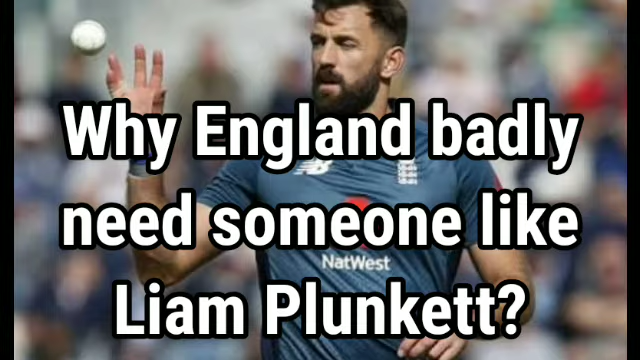 Why England badly
need someone like
NatWest
Liam Plunkett?